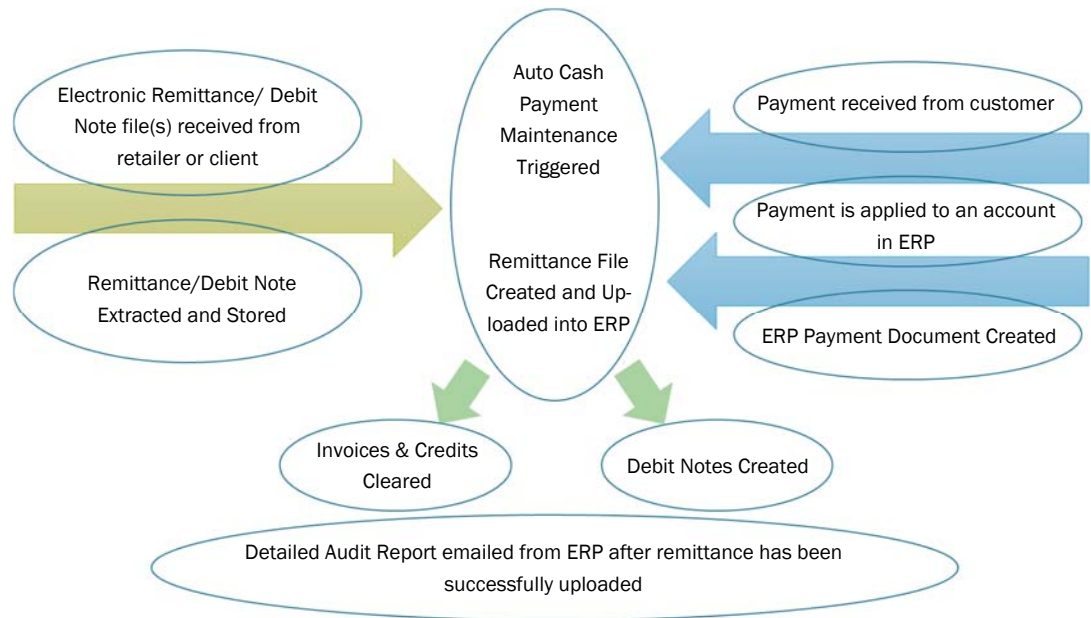 Electronic Remittance/ Debit
Note file(s) received from
retailer or client
Remittance/Debit Note
Extracted and Stored
Auto Cash
Payment
Maintenance
Triggered
Remittance File
Created and Up-
loaded into ERP
Payment received from customer
Payment is applied to an account
in ERP
ERP Payment Document Created
Invoices & Credits
Cleared
Debit Notes Created
Detailed Audit Report emailed from ERP after remittance has been
successfully uploaded